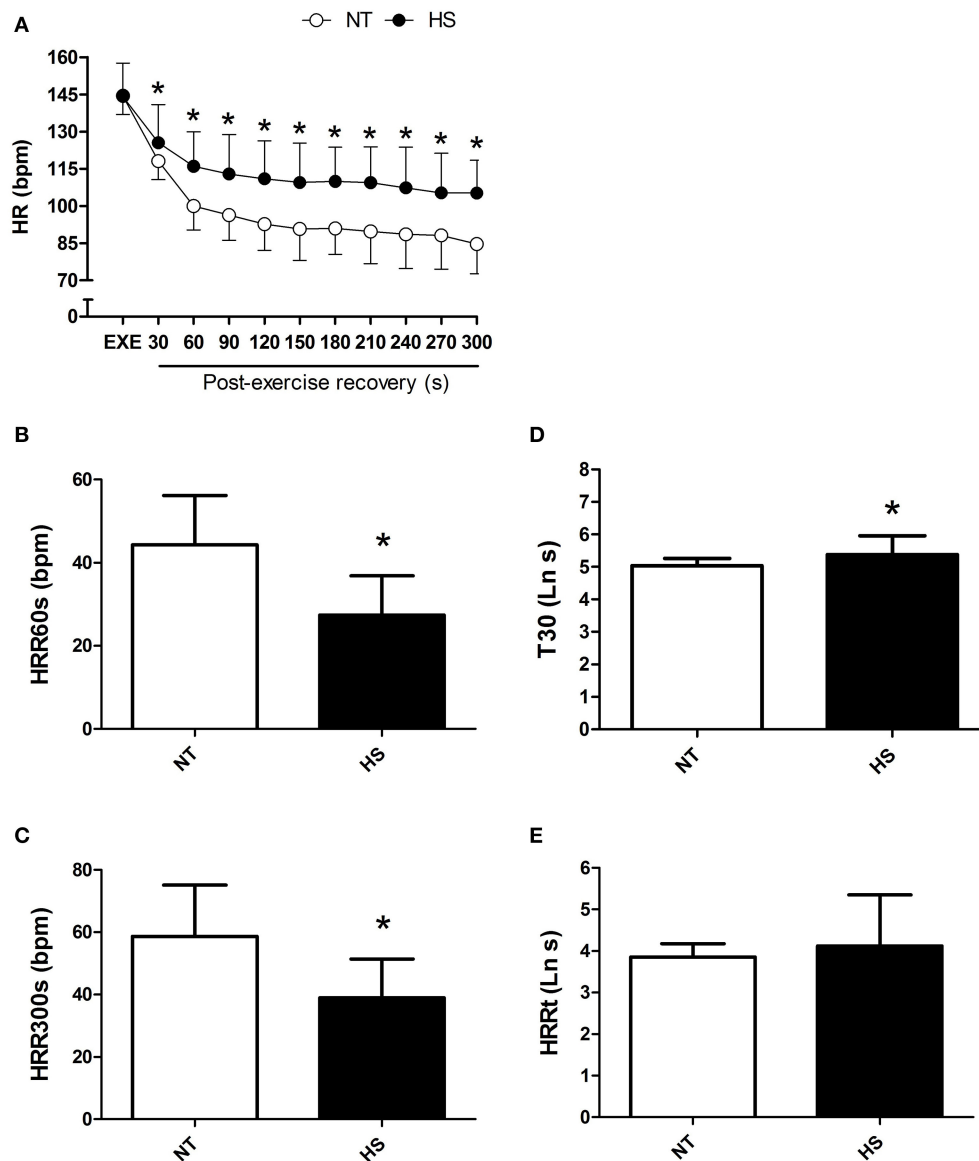 A
NT HS
HR (bpm)
160
145
130
115
100
85
70
0
* * * * * * * * * *
EXE 30 60 90 120 150 180 210 240 270 300
Post-exercise recovery (s)
B
HRR60s (bpm)
60
40
20
0
*
NT HS
D
T30 (Ln s)
8
7
6
5
4
3
2
1
0
*
NT HS
C
HRR300s (bpm)
80
60
40
20
0
*
NT HS
E
HRRt (Ln s)
6
5
4
3
2
1
0
NT HS